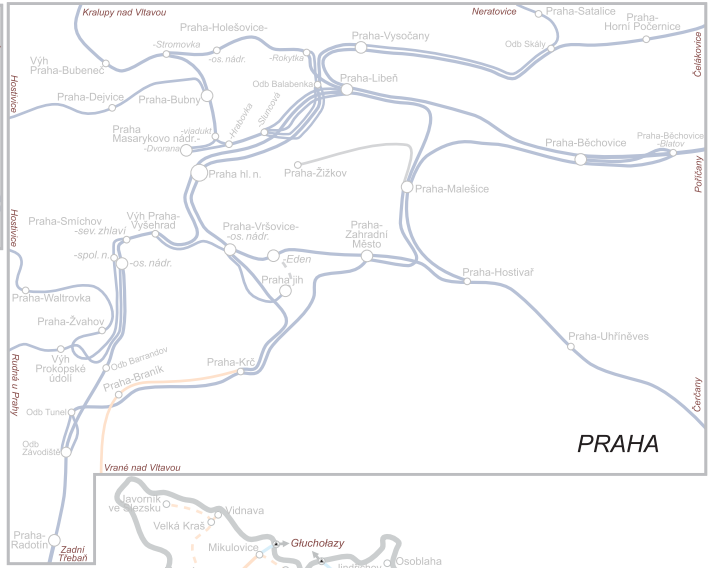 Kralupy nad Vltavou
Neratovice
Praha-Satalice
Praha-
Horní Počernice
Praha-Holešovice-
-os. nádr.
-Stromovka
-Rokytka
Praha-Vysočany
Odb Skály
Čelákovice
Výh
Praha-Bubeneč
Hostivice
Praha-Dejvice
Praha-Bubny
Odb Balabenka
Praha-Libeň
Praha
Masarykovo nádr.-
-viadukt
-Dvorana
-Hrabovka
-Sluncová
Praha-Běchovice
Praha-Běchovice
-Blatov
Poříčany
Praha hl. n.
Praha-Žižkov
Praha-Malešice
Hostivice
Praha-Smíchov
-sev. zhlaví
Výh Praha-
Vyšehrad
-spol. n.
-os. nádr.
Praha-Vršovice-
-os. nádr.
-Eden
Praha-
Zahradní
Město
Praha jih
Praha-Hostivař
Praha-Waltrovka
Praha-Žvahov
Výh
Prokopské
údolí
Odb Barrandov
Praha-Krč
Praha-Uhříněves
Rudná u Prahy
Praha-Braník
Odb Tunel
Čerčany
Odb
Závodiště
PRAHA
Vrané nad Vltavou
Praha-
Radotín
Zadní
Třebaň
Javorník
ve Slezsku
Vidnava
Velká Kraš
Mikulovice
Głuchołazy
Osoblaha
Jindřichov